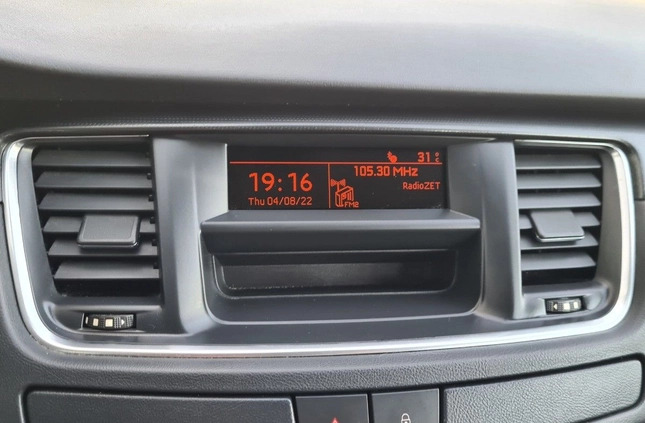 31 °C
105.30 MHz
19:16
RadioZET
Thu 04/08/22
FM2